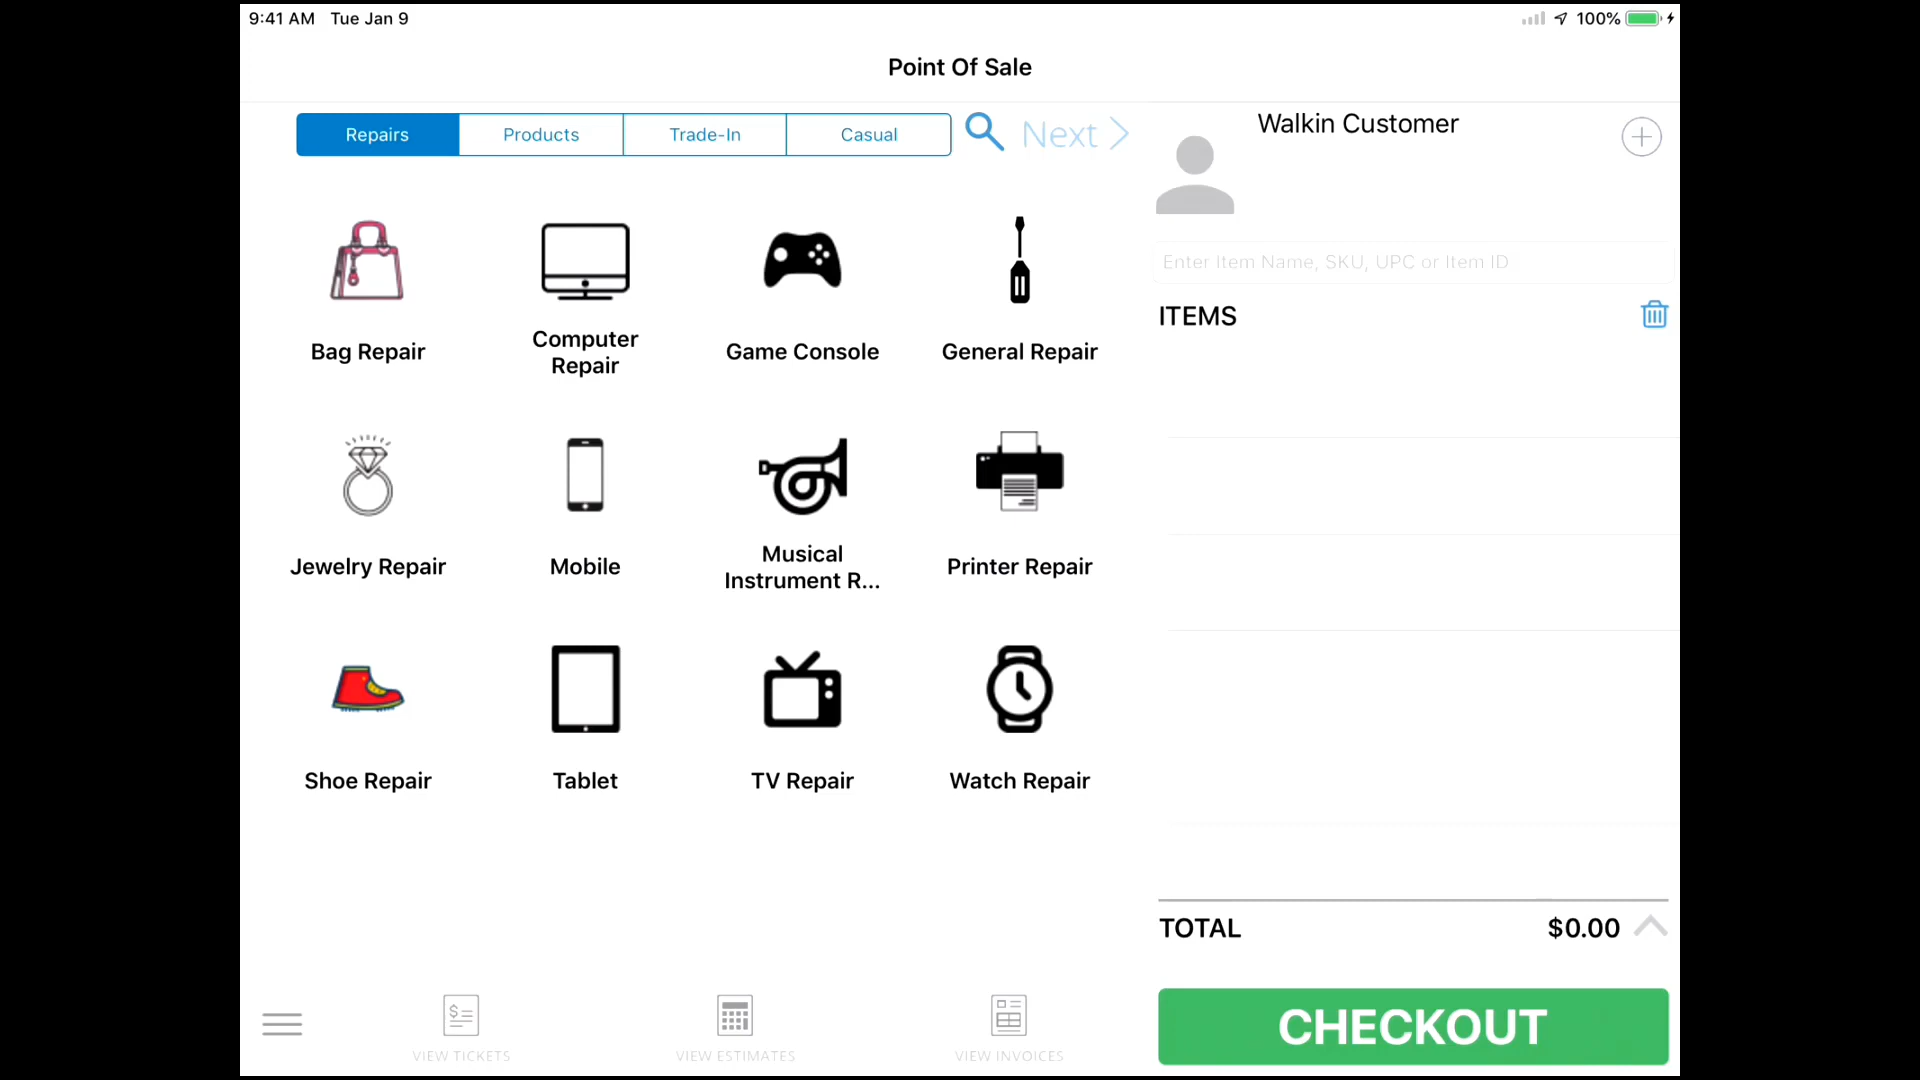 9:41 AM Tue Jan 9
100%
Point Of Sale
Repairs
Products
Trade-In
Casual
Next
Walkin Customer
Enter Item Name, SKU, UPC or Item ID
ITEMS
Bag Repair
Computer
Repair
Game Console
General Repair
Jewelry Repair
Mobile
Musical
Instrument R...
Printer Repair
Shoe Repair
Tablet
TV Repair
Watch Repair
TOTAL
$0.00
VIEW TICKETS
VIEW ESTIMATES
VIEW INVOICES
CHECKOUT